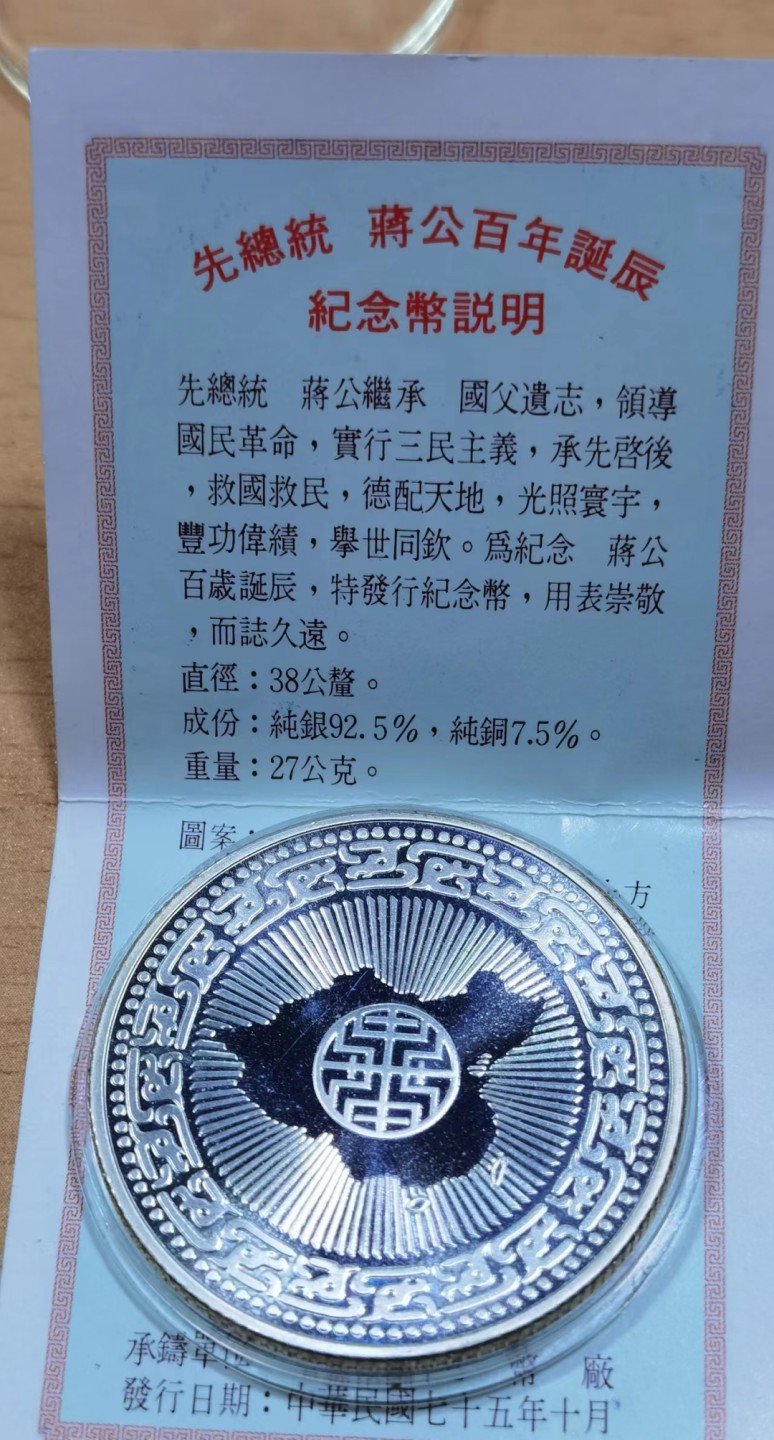 先總統 蔣公百年誕辰
紀念幣説明
先總統 蔣公繼承 國父遺志，領導
國民革命，實行三民主義，承先啓後
，救國救民，德配天地，光照寰宇，
豐功偉績，舉世同欽。爲紀念 蔣公
百歲誕辰，特發行紀念幣，用表崇敬
，而誌久遠。
直徑：38公釐。
成份：純銀92.5％，純銅7.5％。
重量：27公克。
圖案：
方
承鑄單 幣 廠
發行日期：中華民國七十五年十月